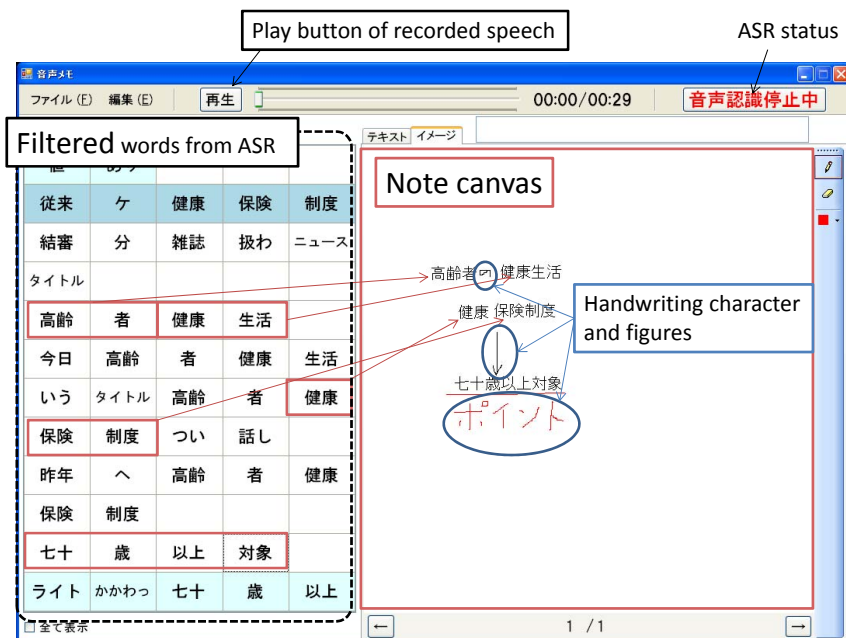 Play button of recorded speech
ASR status
音声メモ
ファイル (F) 編集 (E) 再生 00:00/00:29 音声認識停止中
Filtered words from ASR
テキスト イメージ
Note canvas
従来 ケ 健康 保険 制度
結審 分 雑誌 扱わ ニュース
タイトル
高齢 者 健康 生活
今日 高齢 者 健康 生活
いう タイトル 高齢 者 健康
保険 制度 つい 話し
昨年 へ 高齢 者 健康
保険 制度
七十 歳 以上 対象
ライト かかわっ 七十 歳 以上
全て表示
高齢者の健康生活
健康 保険制度
七十歳以上対象
ポイント
Handwriting character
and figures
← 1 /1 →